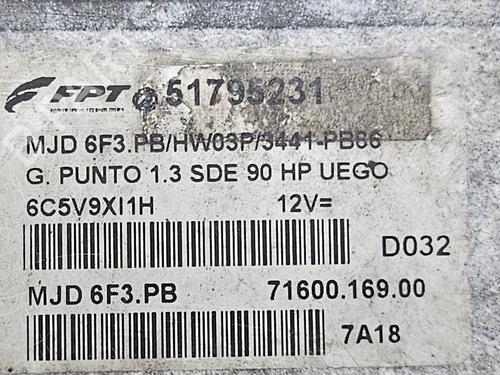 FPT 51795231
MJD 6F3.PB/HW03P/3441-PB86
G. PUNTO 1.3 SDE 90 HP UEGO
6C5V9XI1H 12V=
D032
MJD 6F3.PB 71600.169.00
7A18